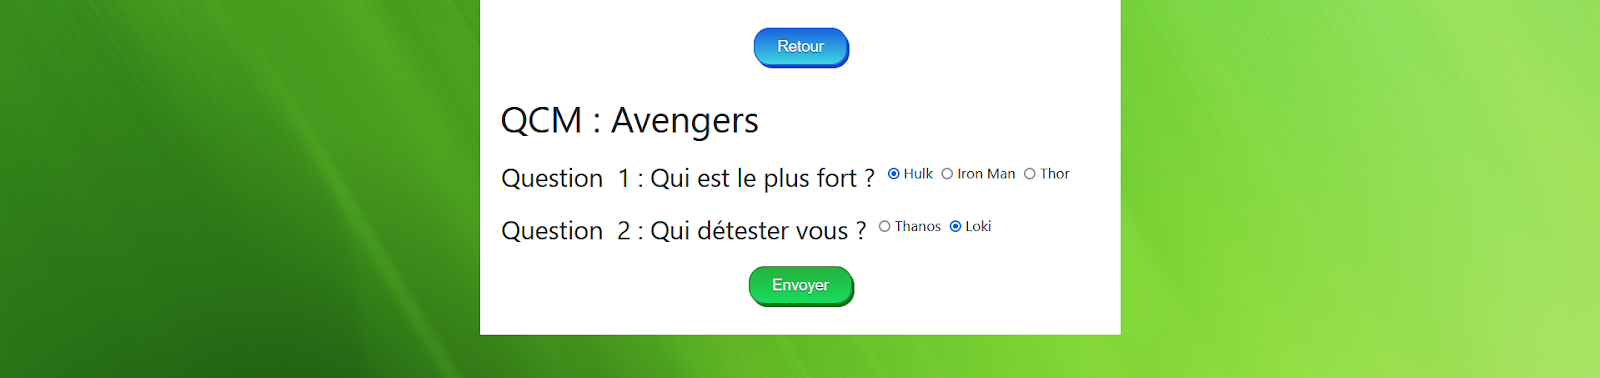 Retour
QCM : Avengers
Question 1 : Qui est le plus fort ? Hulk Iron Man Thor
Question 2 : Qui détester vous ? Thanos Loki
Envoyer